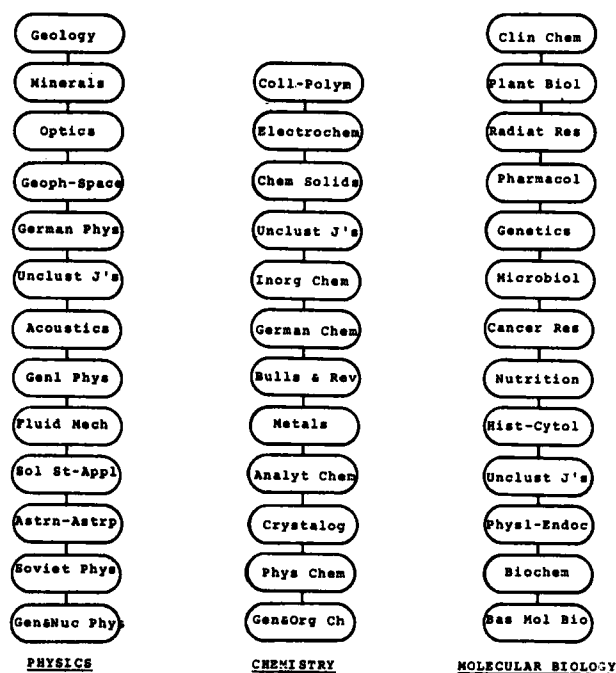 Geology
Minerals
Optics
Geoph-Space
German Phys
Unclust J's
Acoustics
Genl Phys
Fluid Mech
Sol St-Appl
Astrn-Astrp
Soviet Phys
Gen&Nuc Phys
PHYSICS
Coll-Polym
Electrochem
Chem Solids
Unclust J's
Inorg Chem
German Chem
Bulls & Rev
Metals
Analyt Chem
Crystalog
Phys Chem
Gen&Org Ch
CHEMISTRY
Clin Chem
Plant Biol
Radiat Res
Pharmacol
Genetics
Microbiol
Cancer Res
Nutrition
Hist-Cytol
Unclust J's
Physl-Endoc
Biochem
Bas Mol Bio
MOLECULAR BIOLOGY